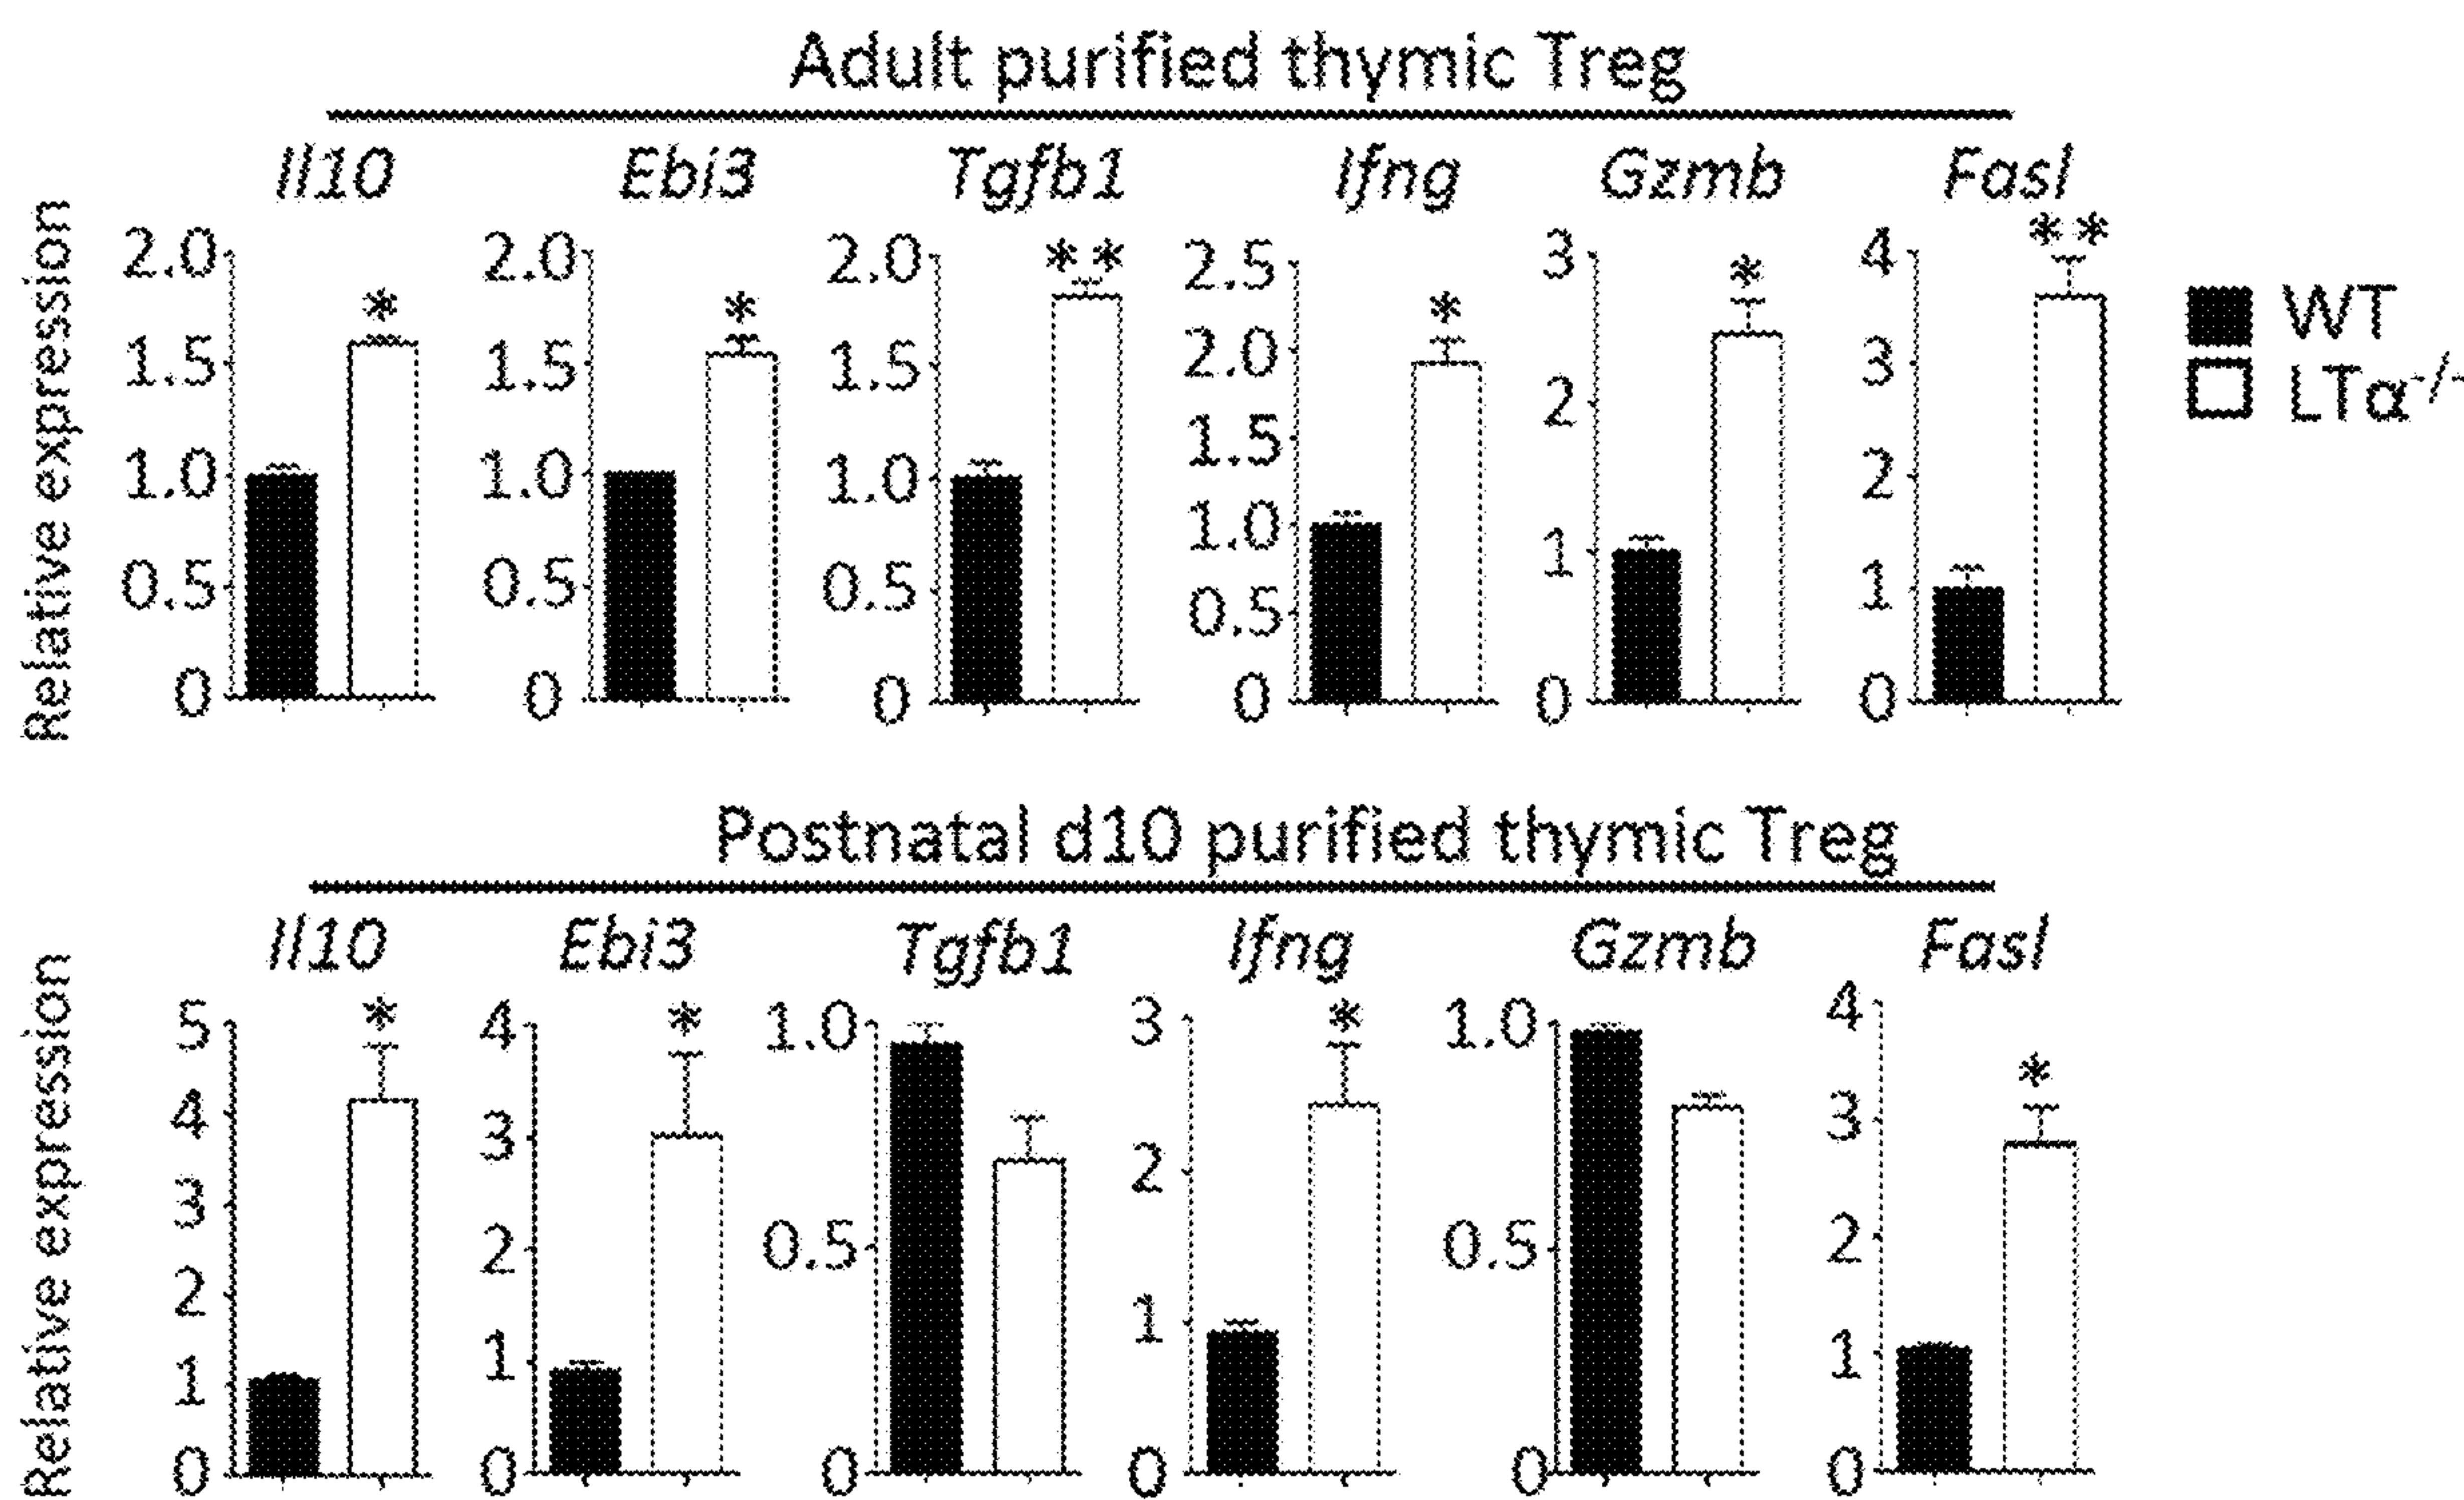 Adult purified thymic Treg
Il10 Ebi3 Tgfb1 Ifng Gzmb Fasl
Relative expression
2.0 1.5 1.0 0.5 0
*
2.0 1.5 1.0 0.5 0
*
2.0 1.5 1.0 0.5 0
**
2.5 2.0 1.5 1.0 0.5 0
*
3 2 1 0
*
4 3 2 1 0
**
WT
LTα-/-
Postnatal d10 purified thymic Treg
Il10 Ebi3 Tgfb1 Ifng Gzmb Fasl
Relative expression
5 4 3 2 1 0
*
4 3 2 1 0
*
1.0 0.5 0
3 2 1 0
*
1.0 0.5 0
4 3 2 1 0
*